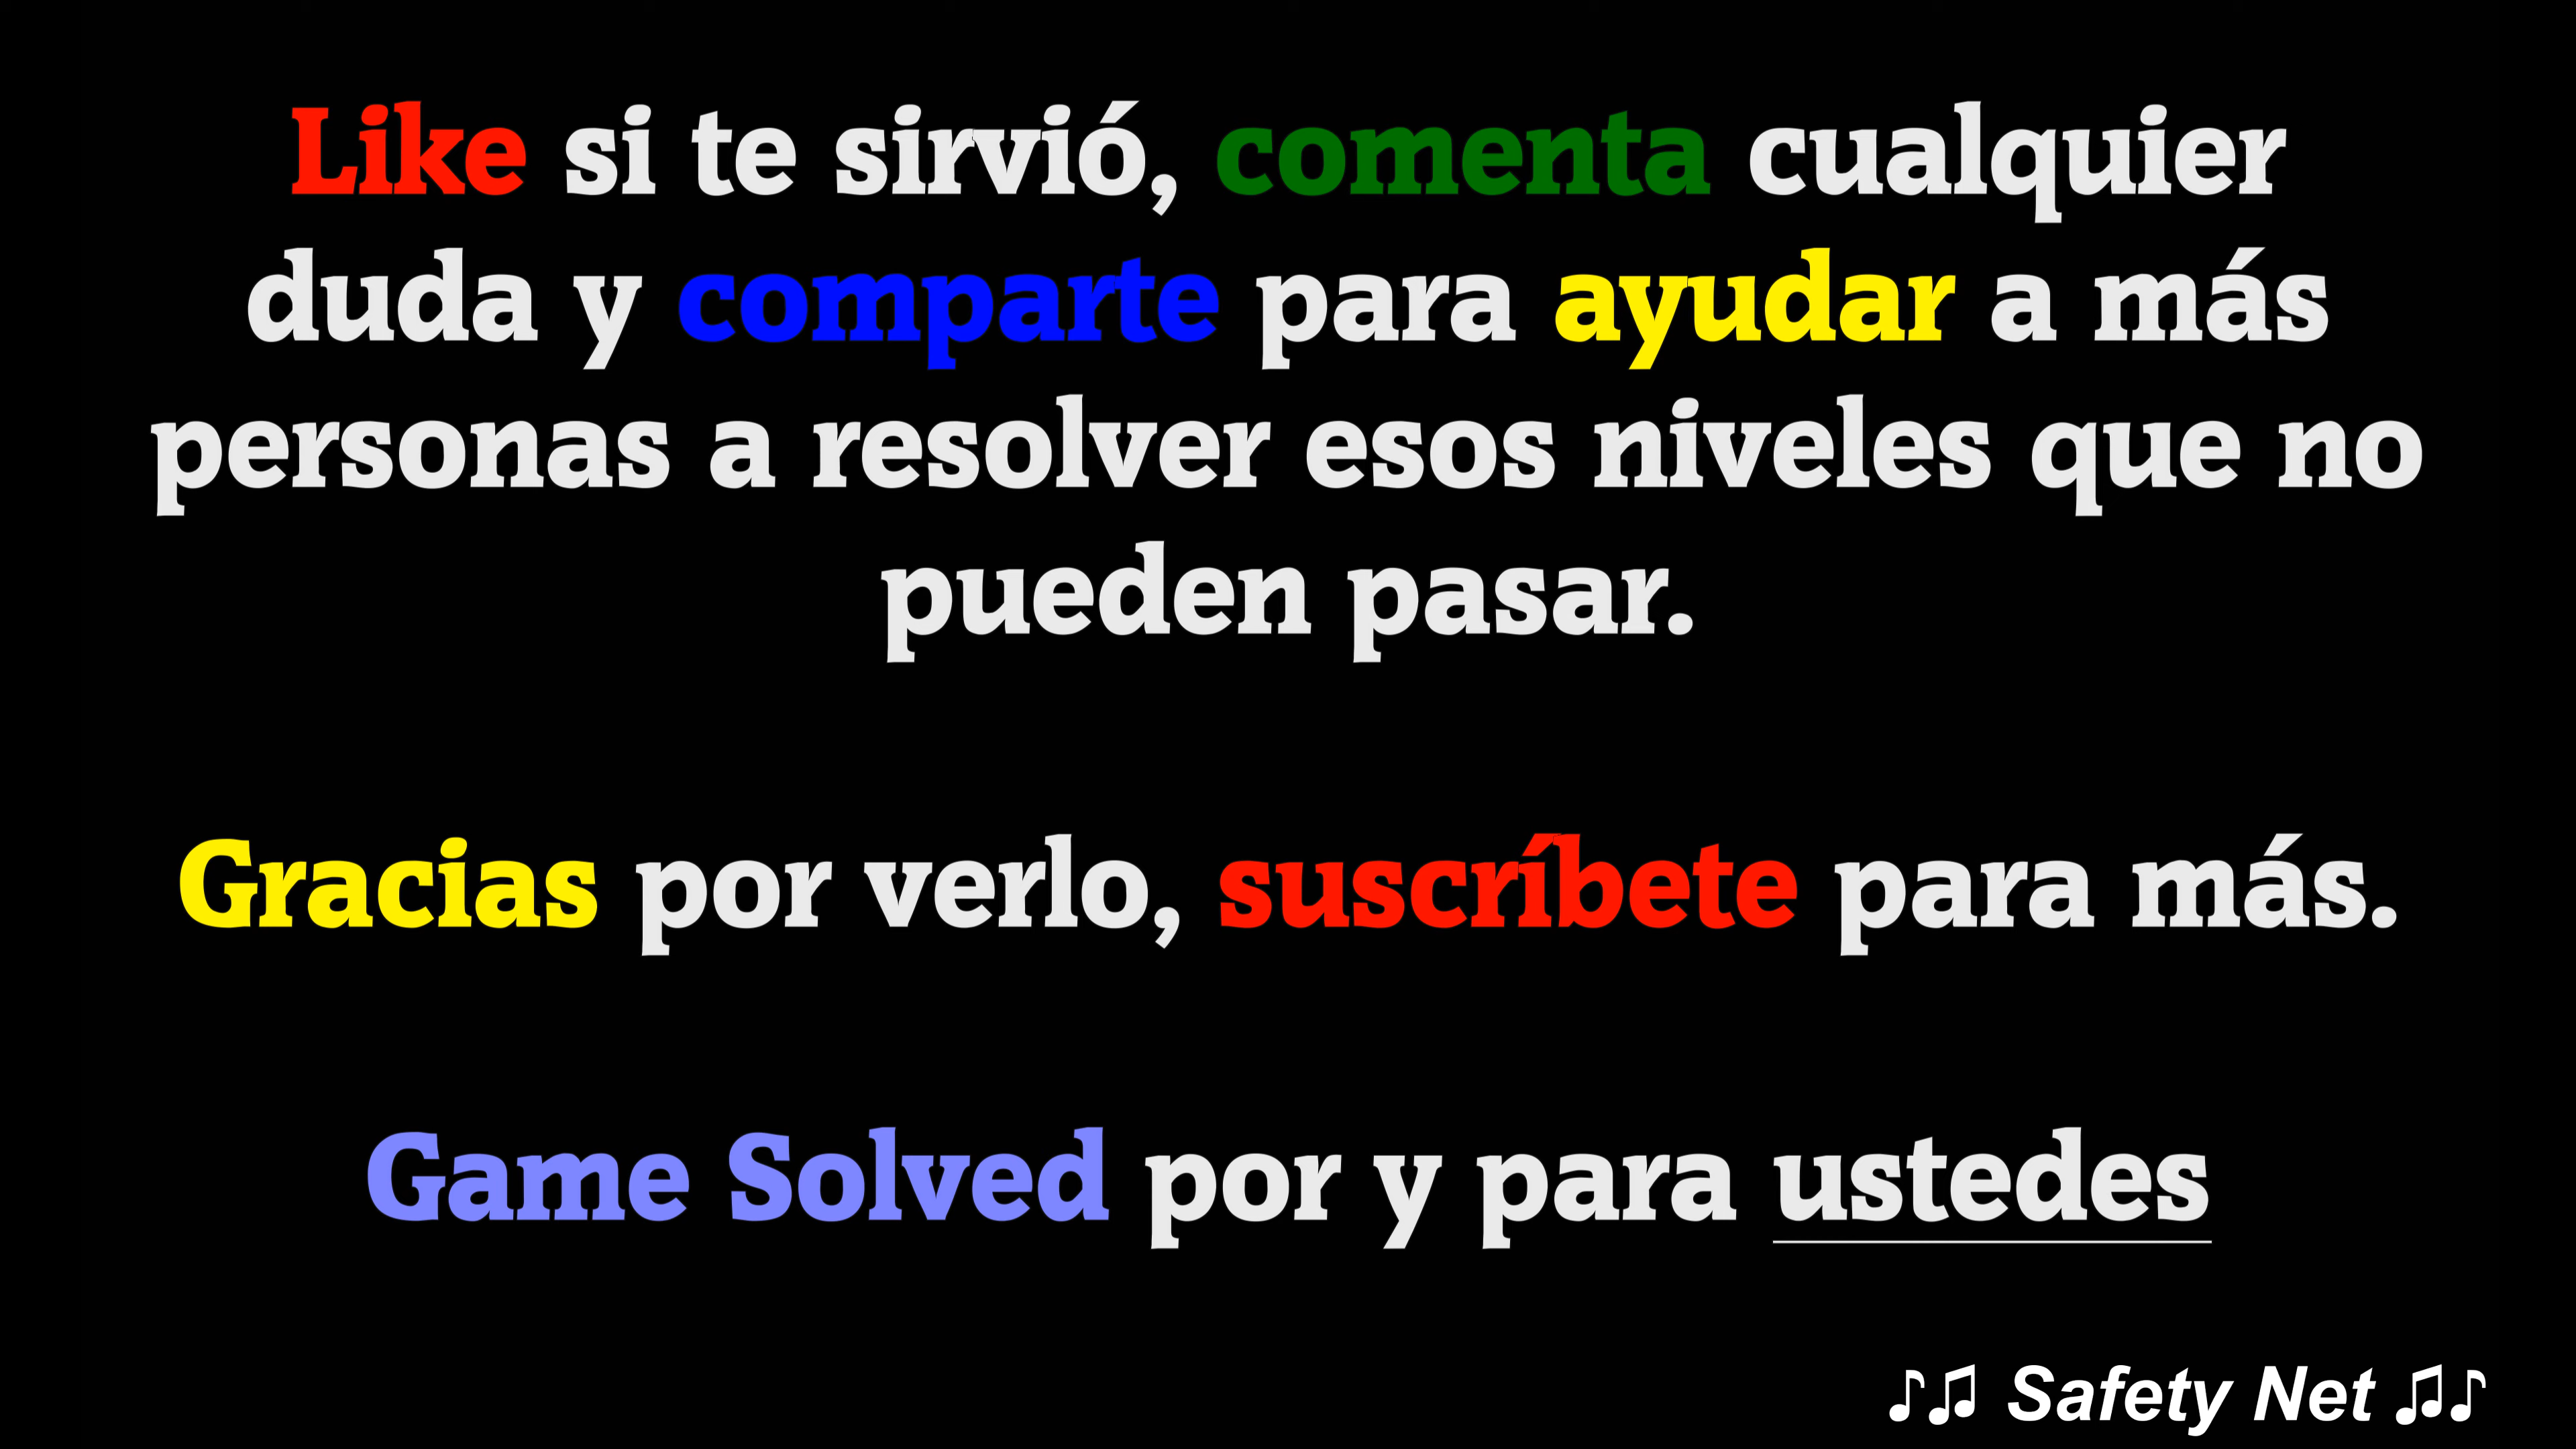 Like si te sirvió, comenta cualquier
duda y comparte para ayudar a más
personas a resolver esos niveles que no
pueden pasar.
Gracias por verlo, suscríbete para más.
Game Solved por y para ustedes
♪♫ Safety Net ♫♪